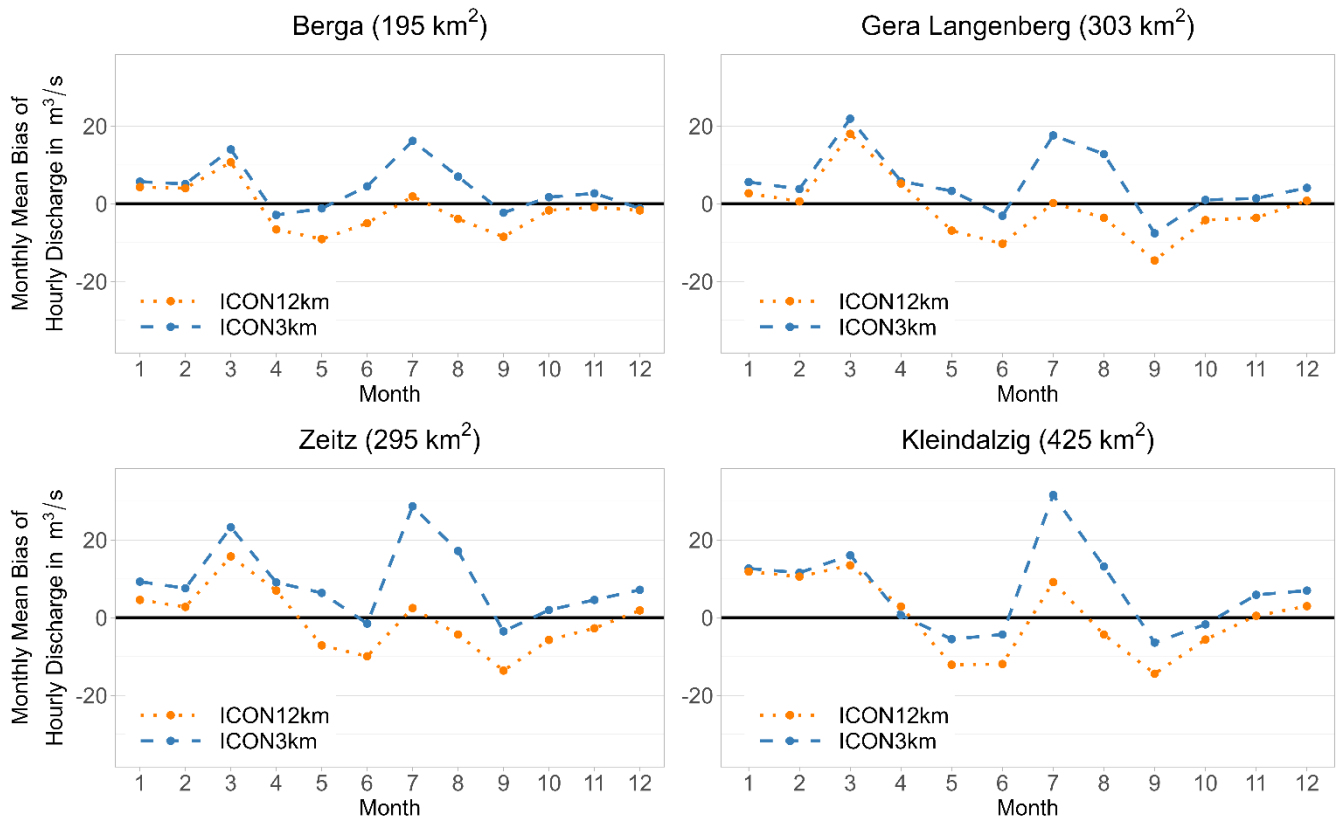 Berga (195 km²)
Monthly Mean Bias of
Hourly Discharge in m³/s
20
0
-20
ICON12km
ICON3km
1 2 3 4 5 6 7 8 9 10 11 12
Month
Gera Langenberg (303 km²)
20
0
-20
ICON12km
ICON3km
1 2 3 4 5 6 7 8 9 10 11 12
Month
Zeitz (295 km²)
Monthly Mean Bias of
Hourly Discharge in m³/s
20
0
-20
ICON12km
ICON3km
1 2 3 4 5 6 7 8 9 10 11 12
Month
Kleindalzig (425 km²)
20
0
-20
ICON12km
ICON3km
1 2 3 4 5 6 7 8 9 10 11 12
Month